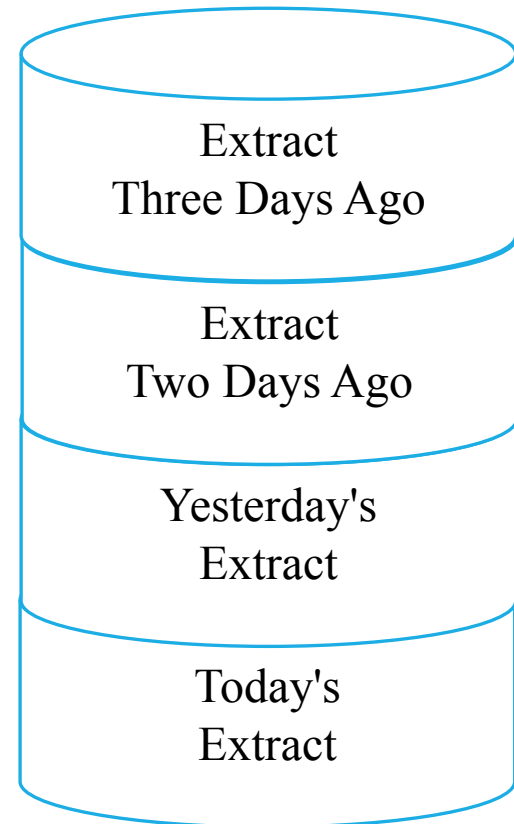 Extract
Three Days Ago
Extract
Two Days Ago
Yesterday's
Extract
Today's
Extract